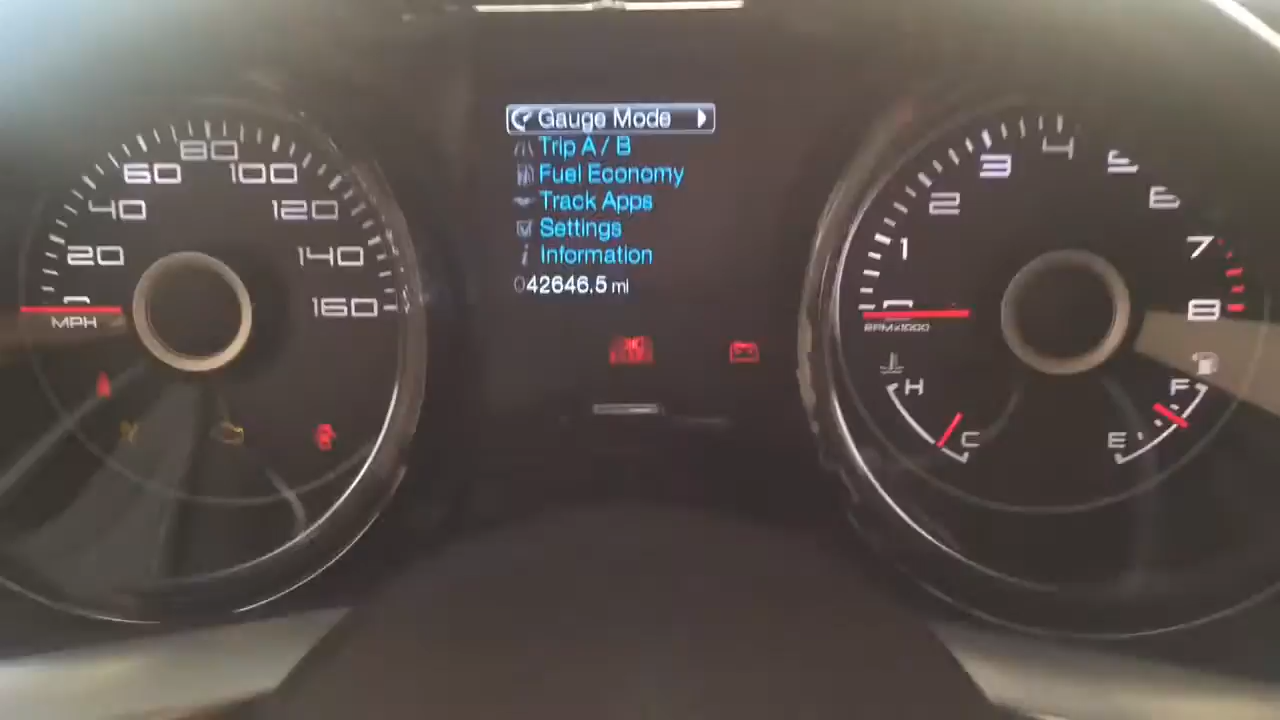 Gauge Mode
Trip A / B
Fuel Economy
Track Apps
Settings
Information
042646.5 mi
20
40
60
80
100
120
140
160
MPH
1
2
3
4
5
6
7
8
RPMx1000
H
C
F
E